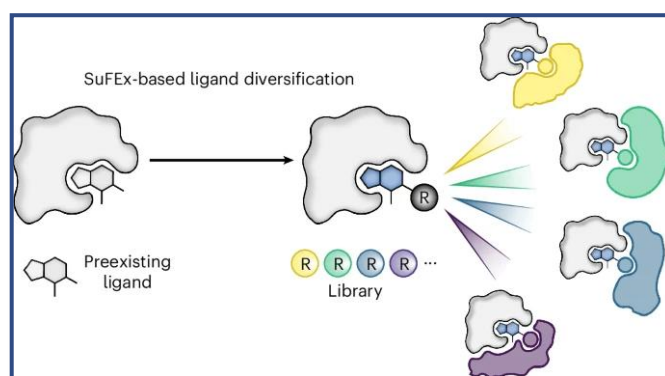 SuFEx-based ligand diversification
R
Preexisting
ligand
R R R R ...
Library